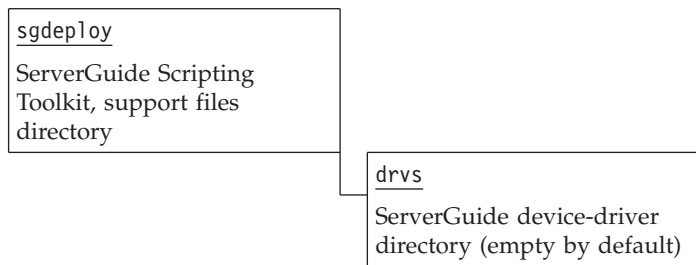 sgdeploy
ServerGuide Scripting
Toolkit, support files
directory
drvs
ServerGuide device-driver
directory (empty by default)